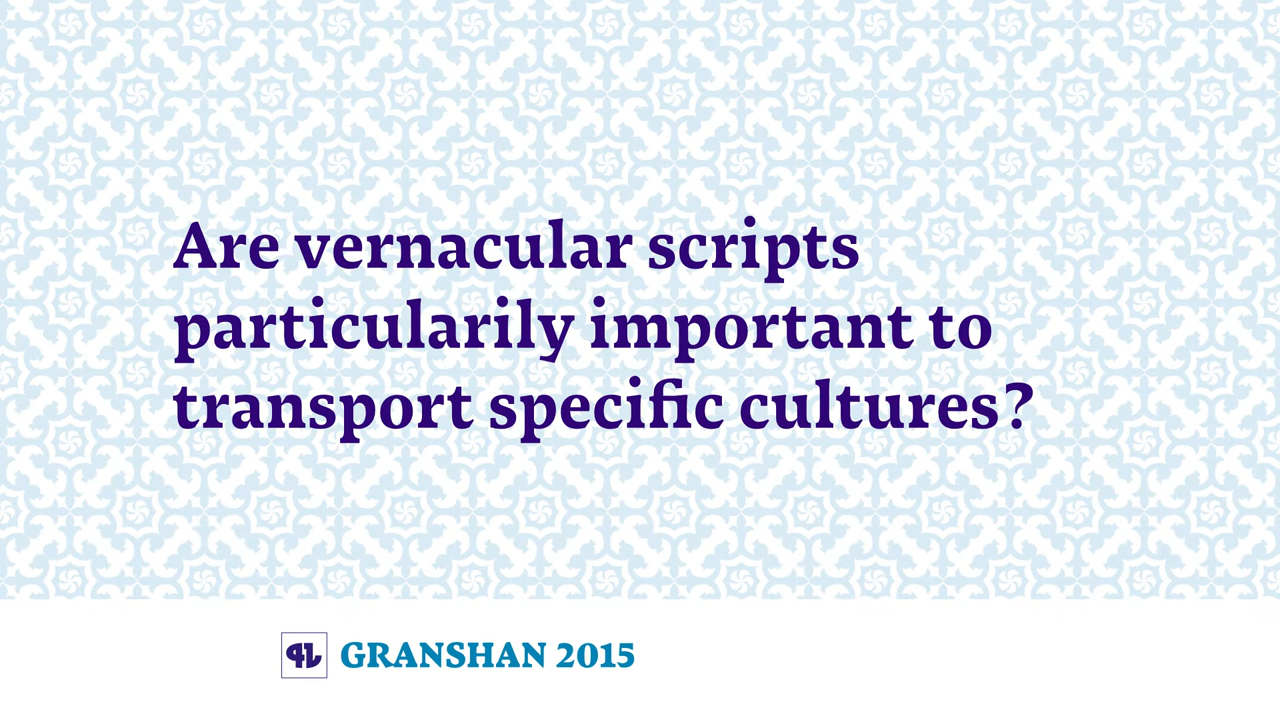 Are vernacular scripts
particularily important to
transport specific cultures?
GRANSHAN 2015